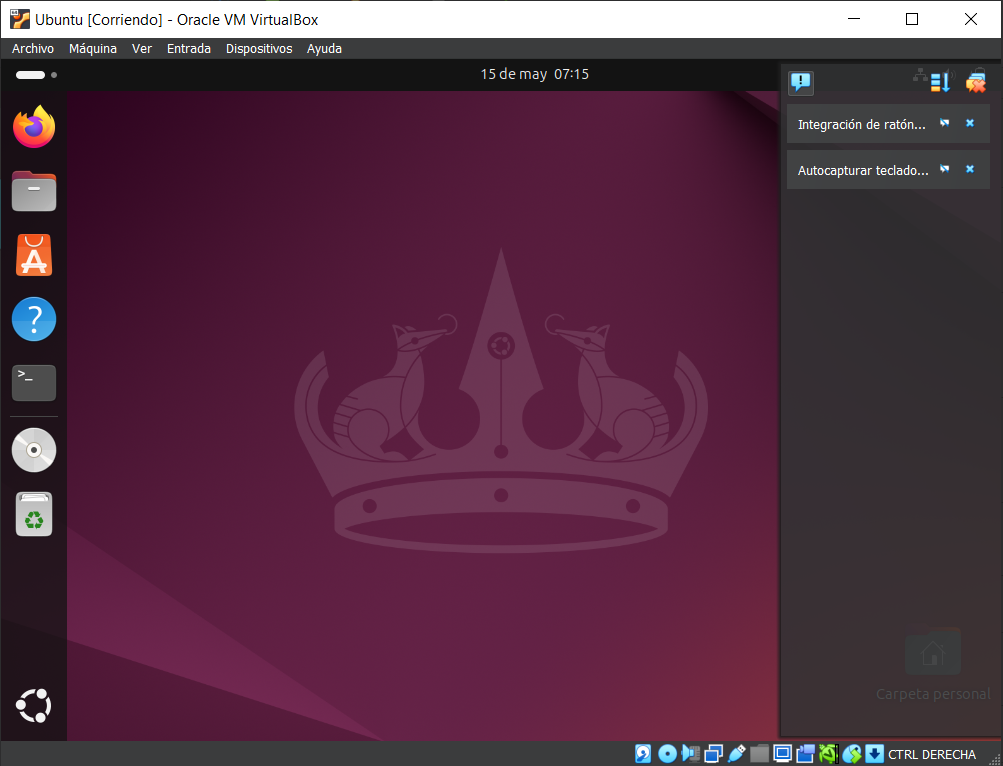 Ubuntu [Corriendo] - Oracle VM VirtualBox
Archivo Máquina Ver Entrada Dispositivos Ayuda
15 de may 07:15
Integración de ratón...
Autocapturar teclado...
>_
Carpeta personal
CTRL DERECHA